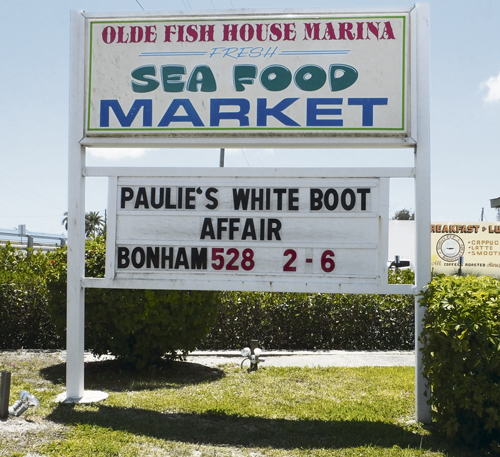 OLDE FISH HOUSE MARINA
FRESH
SEA FOOD
MARKET
PAULIE'S WHITE BOOT
AFFAIR
BONHAM 528 2-6